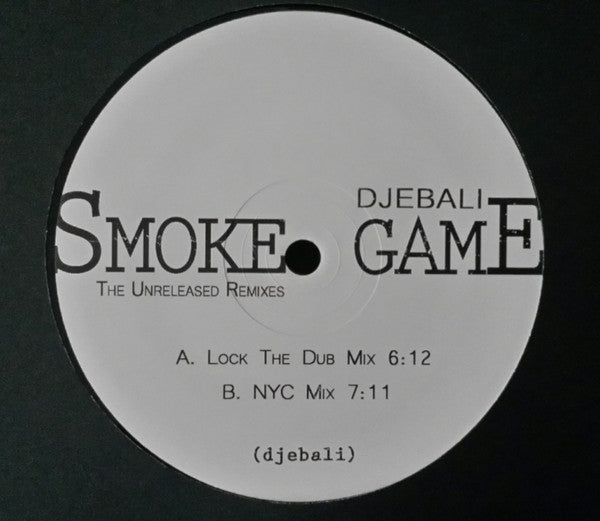 DJEBALI
SMOKE GAME
THE UNRELEASED REMIXES
A. LOCK THE DUB MIX 6:12
B. NYC MIX 7:11
(djebali)